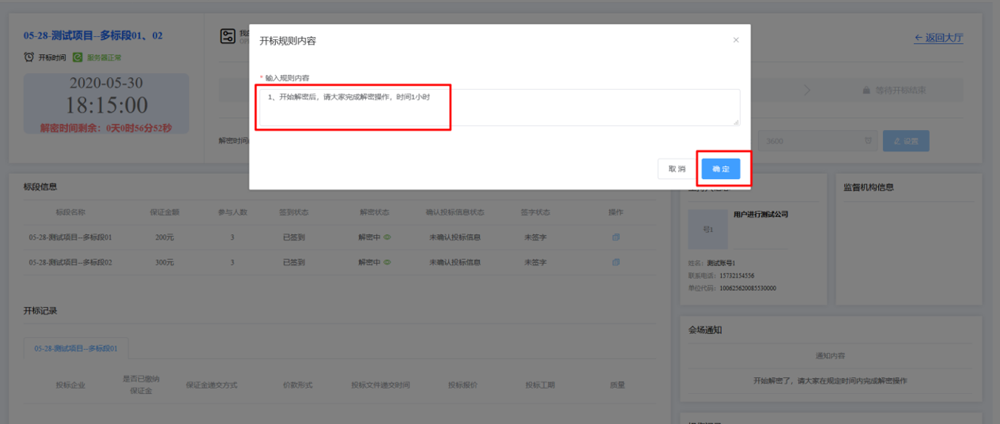 05-28-测试项目--多标段01、02
开标时间 服务器正常
2020-05-30
18:15:00
解密时间剩余：0天0时56分52秒
← 返回大厅
等待开标结束
解密时间
3600
设置
开标规则内容
×
* 输入规则内容
1、开始解密后，请大家完成解密操作，时间1小时
取 消
确 定
标段信息
标段名称 保证金额 参与人数 签到状态 解密状态 确认投标信息状态 签字状态 操作
05-28-测试项目--多标段01 200元 3 已签到 解密中 未确认投标信息 未签字
05-28-测试项目--多标段02 300元 3 已签到 解密中 未确认投标信息 未签字
开标记录
05-28-测试项目--多标段01
投标企业 是否已缴纳保证金 保证金递交方式 价款形式 投标文件递交时间 投标报价 投标工期 质量
用户进行测试公司
号1
姓名：测试账号1
联系电话：15732154556
单位代码：100625620085530000
监督机构信息
会场通知
通知内容
开始解密了，请大家在规定时间内完成解密操作